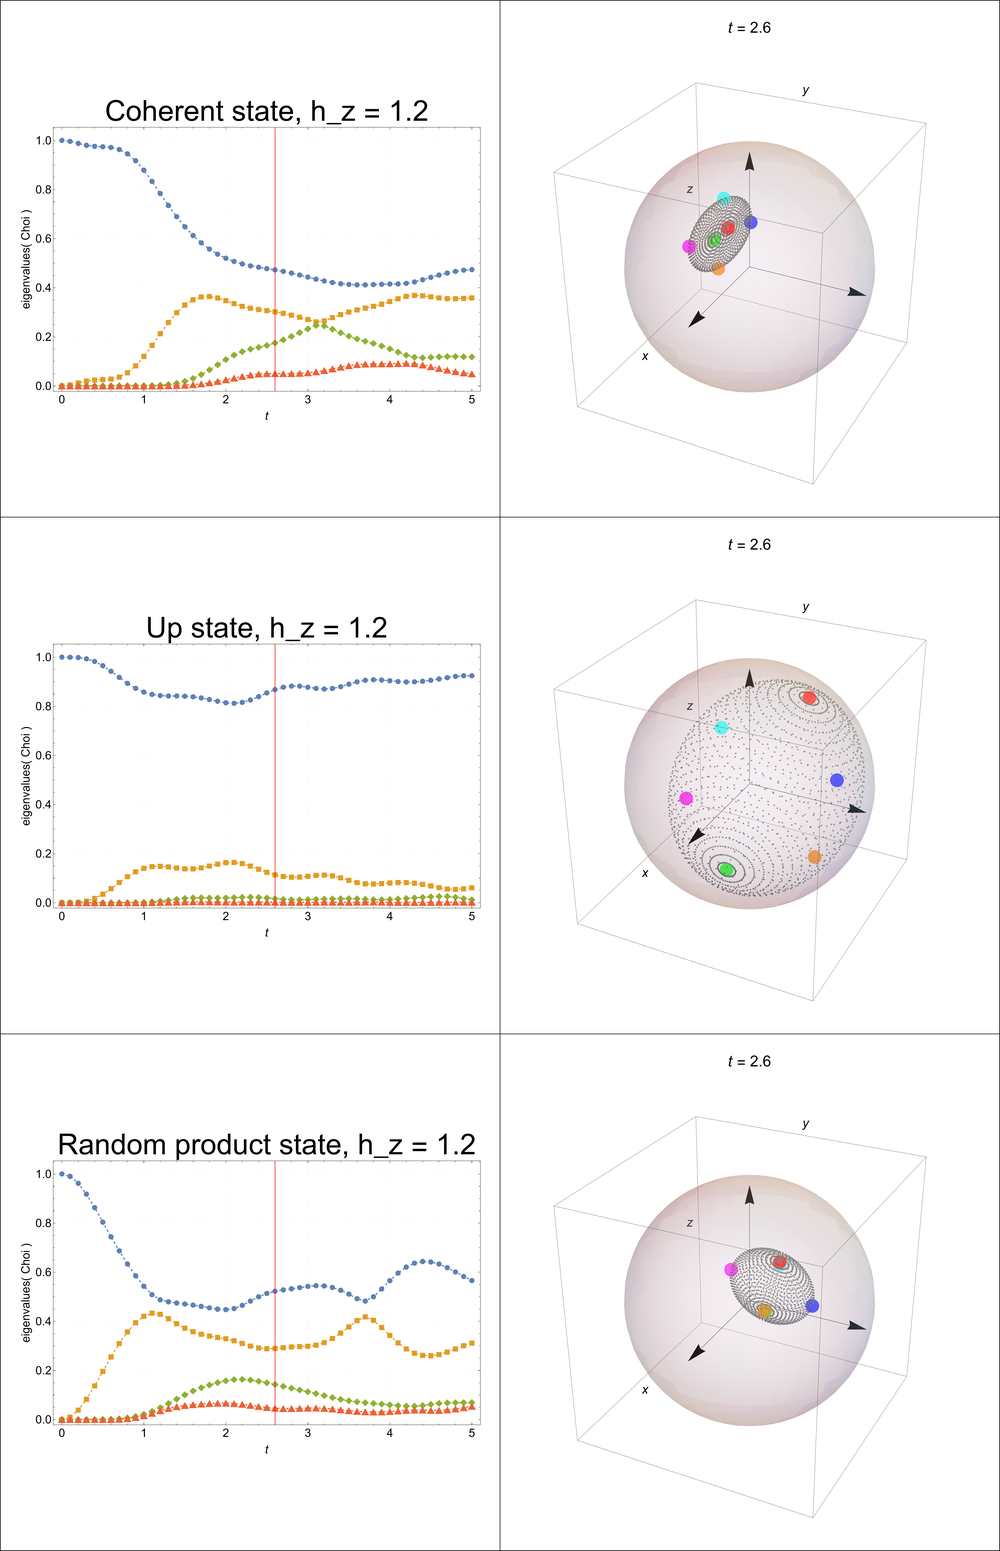 t = 2.6
Coherent state, h_z = 1.2
eigenvalues( Choi )
1.0
0.8
0.6
0.4
0.2
0.0
0 1 2 3 4 5
t
y
z
x
t = 2.6
Up state, h_z = 1.2
eigenvalues( Choi )
1.0
0.8
0.6
0.4
0.2
0.0
0 1 2 3 4 5
t
y
z
x
t = 2.6
Random product state, h_z = 1.2
eigenvalues( Choi )
1.0
0.8
0.6
0.4
0.2
0.0
0 1 2 3 4 5
t
y
z
x